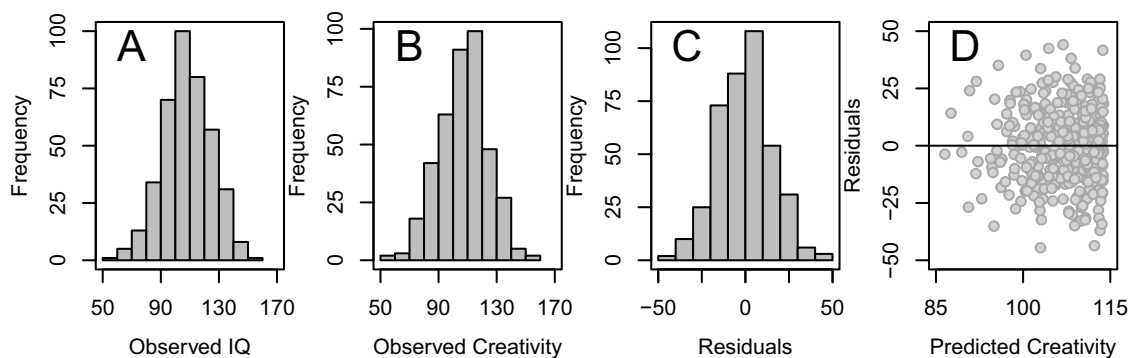 A
B
C
D
Frequency
0
25
50
75
100
50
90
130
170
Observed IQ
Frequency
0
25
50
75
100
50
90
130
170
Observed Creativity
Frequency
0
25
50
75
100
−50
0
50
Residuals
Residuals
−50
−25
0
25
50
85
100
115
Predicted Creativity